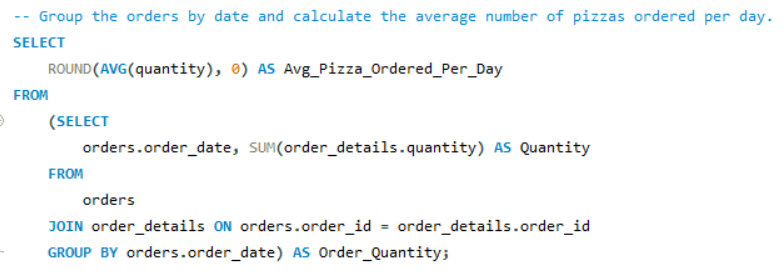 -- Group the orders by date and calculate the average number of pizzas ordered per day.
SELECT
ROUND(AVG(quantity), 0) AS Avg_Pizza_Ordered_Per_Day
FROM
(SELECT
orders.order_date, SUM(order_details.quantity) AS Quantity
FROM
orders
JOIN order_details ON orders.order_id = order_details.order_id
GROUP BY orders.order_date) AS Order_Quantity;